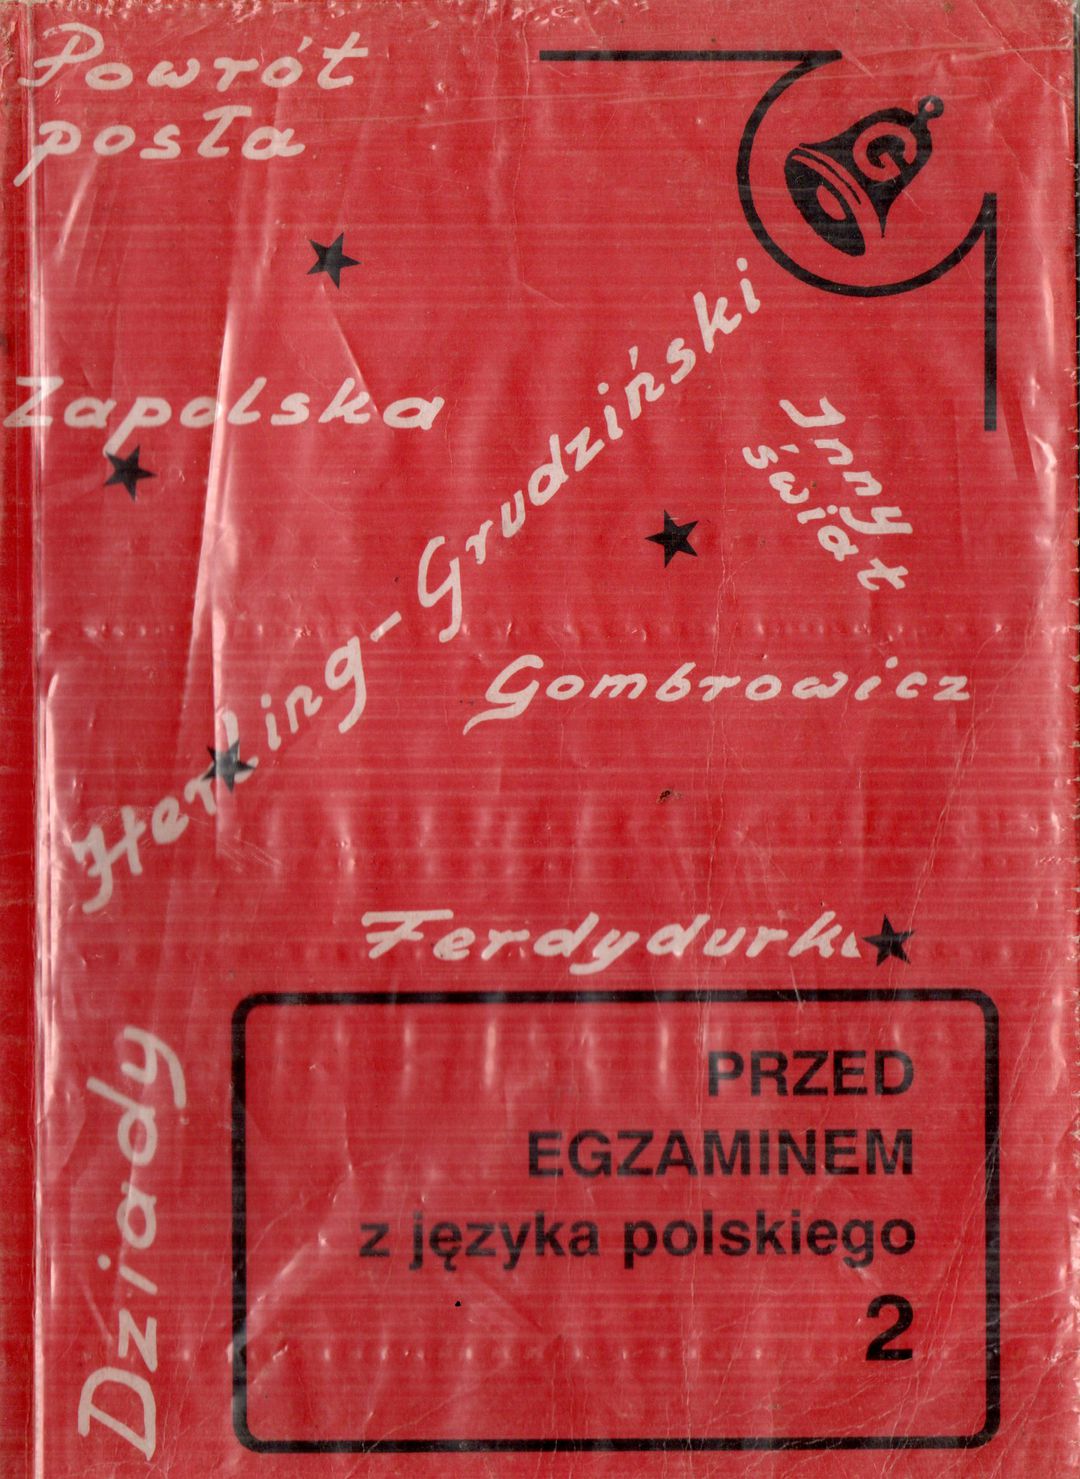 Powrót
posła
G
Zapolska
Herling-Grudziński
Inny
świat
Gombrowicz
Ferdydurke
Dziady
PRZED
EGZAMINEM
z języka polskiego
2